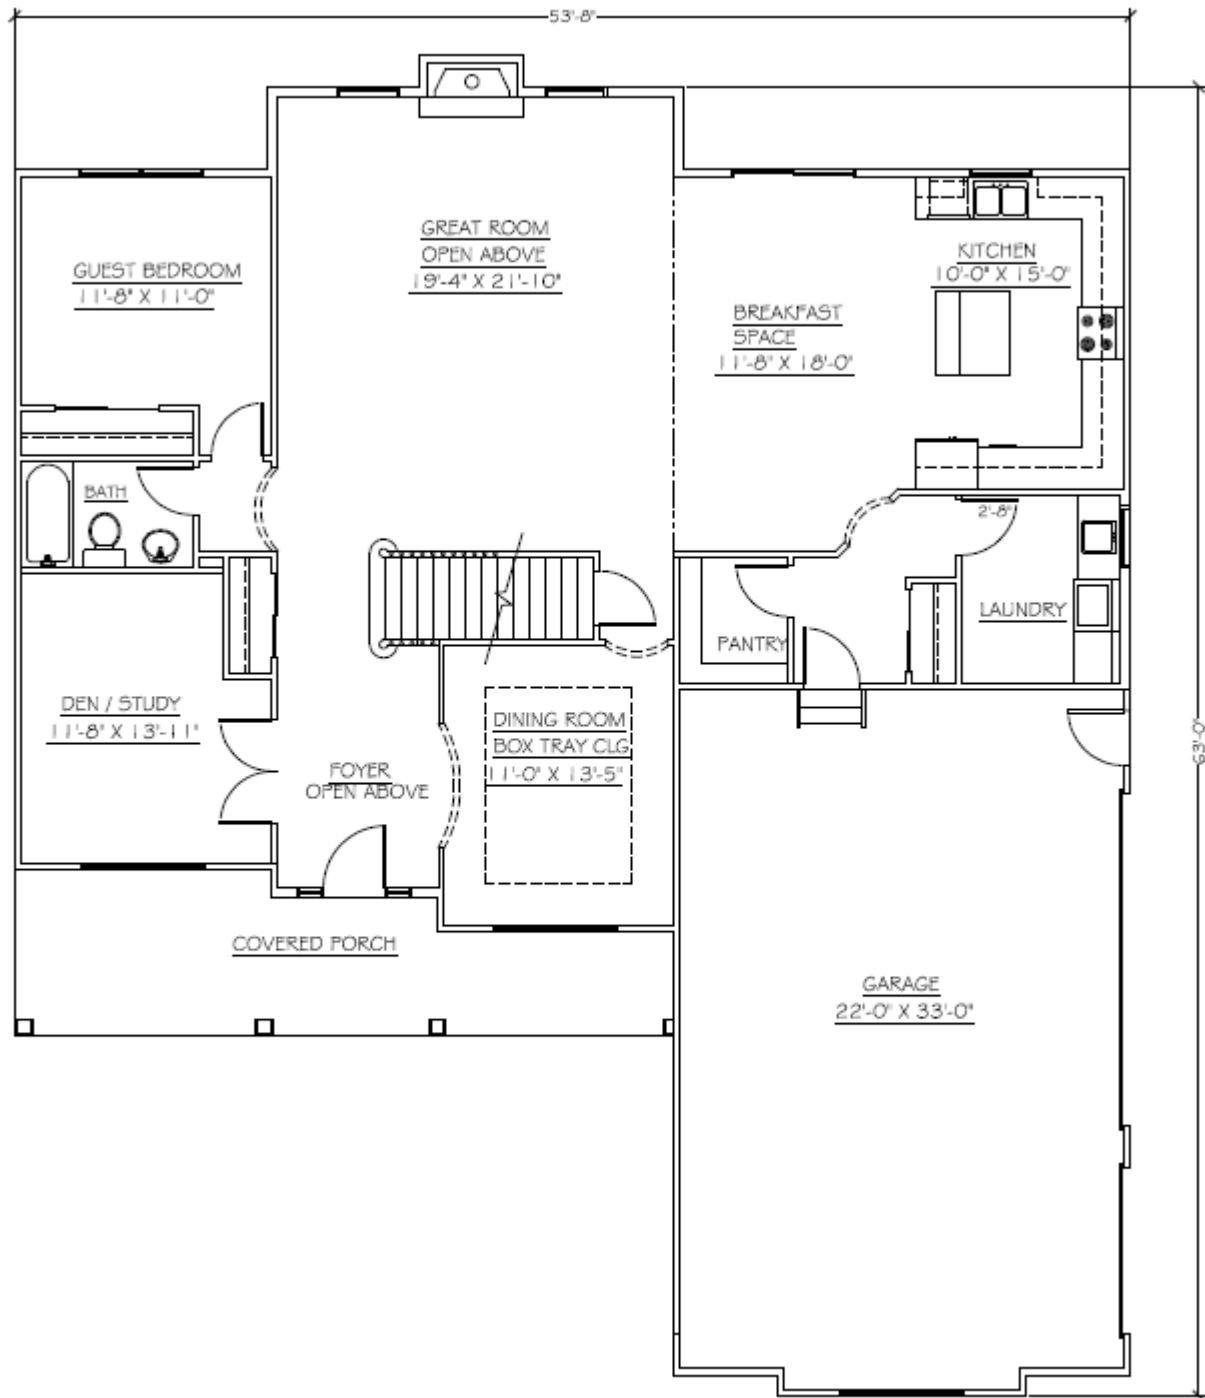 53'-8"
GREAT ROOM
OPEN ABOVE
19'-4" X 21'-10"
GUEST BEDROOM
11'-8" X 11'-0"
KITCHEN
10'-0" X 15'-0"
BREAKFAST
SPACE
11'-8" X 18'-0"
BATH
2'-8"
LAUNDRY
PANTRY
DEN / STUDY
11'-8" X 13'-11"
DINING ROOM
BOX TRAY CLG
11'-0" X 13'-5"
FOYER
OPEN ABOVE
63'-0"
COVERED PORCH
GARAGE
22'-0" X 33'-0"